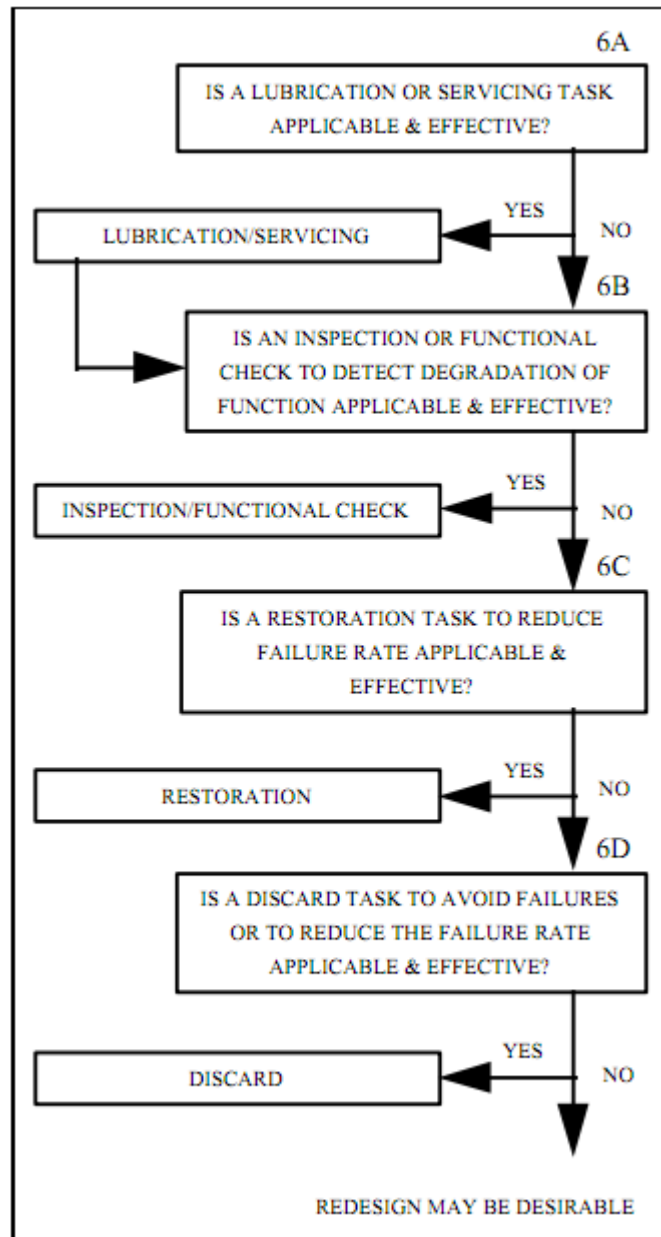 6A
IS A LUBRICATION OR SERVICING TASK
APPLICABLE & EFFECTIVE?
YES
NO
LUBRICATION/SERVICING
6B
IS AN INSPECTION OR FUNCTIONAL
CHECK TO DETECT DEGRADATION OF
FUNCTION APPLICABLE & EFFECTIVE?
YES
NO
INSPECTION/FUNCTIONAL CHECK
6C
IS A RESTORATION TASK TO REDUCE
FAILURE RATE APPLICABLE &
EFFECTIVE?
YES
NO
RESTORATION
6D
IS A DISCARD TASK TO AVOID FAILURES
OR TO REDUCE THE FAILURE RATE
APPLICABLE & EFFECTIVE?
YES
NO
DISCARD
REDESIGN MAY BE DESIRABLE